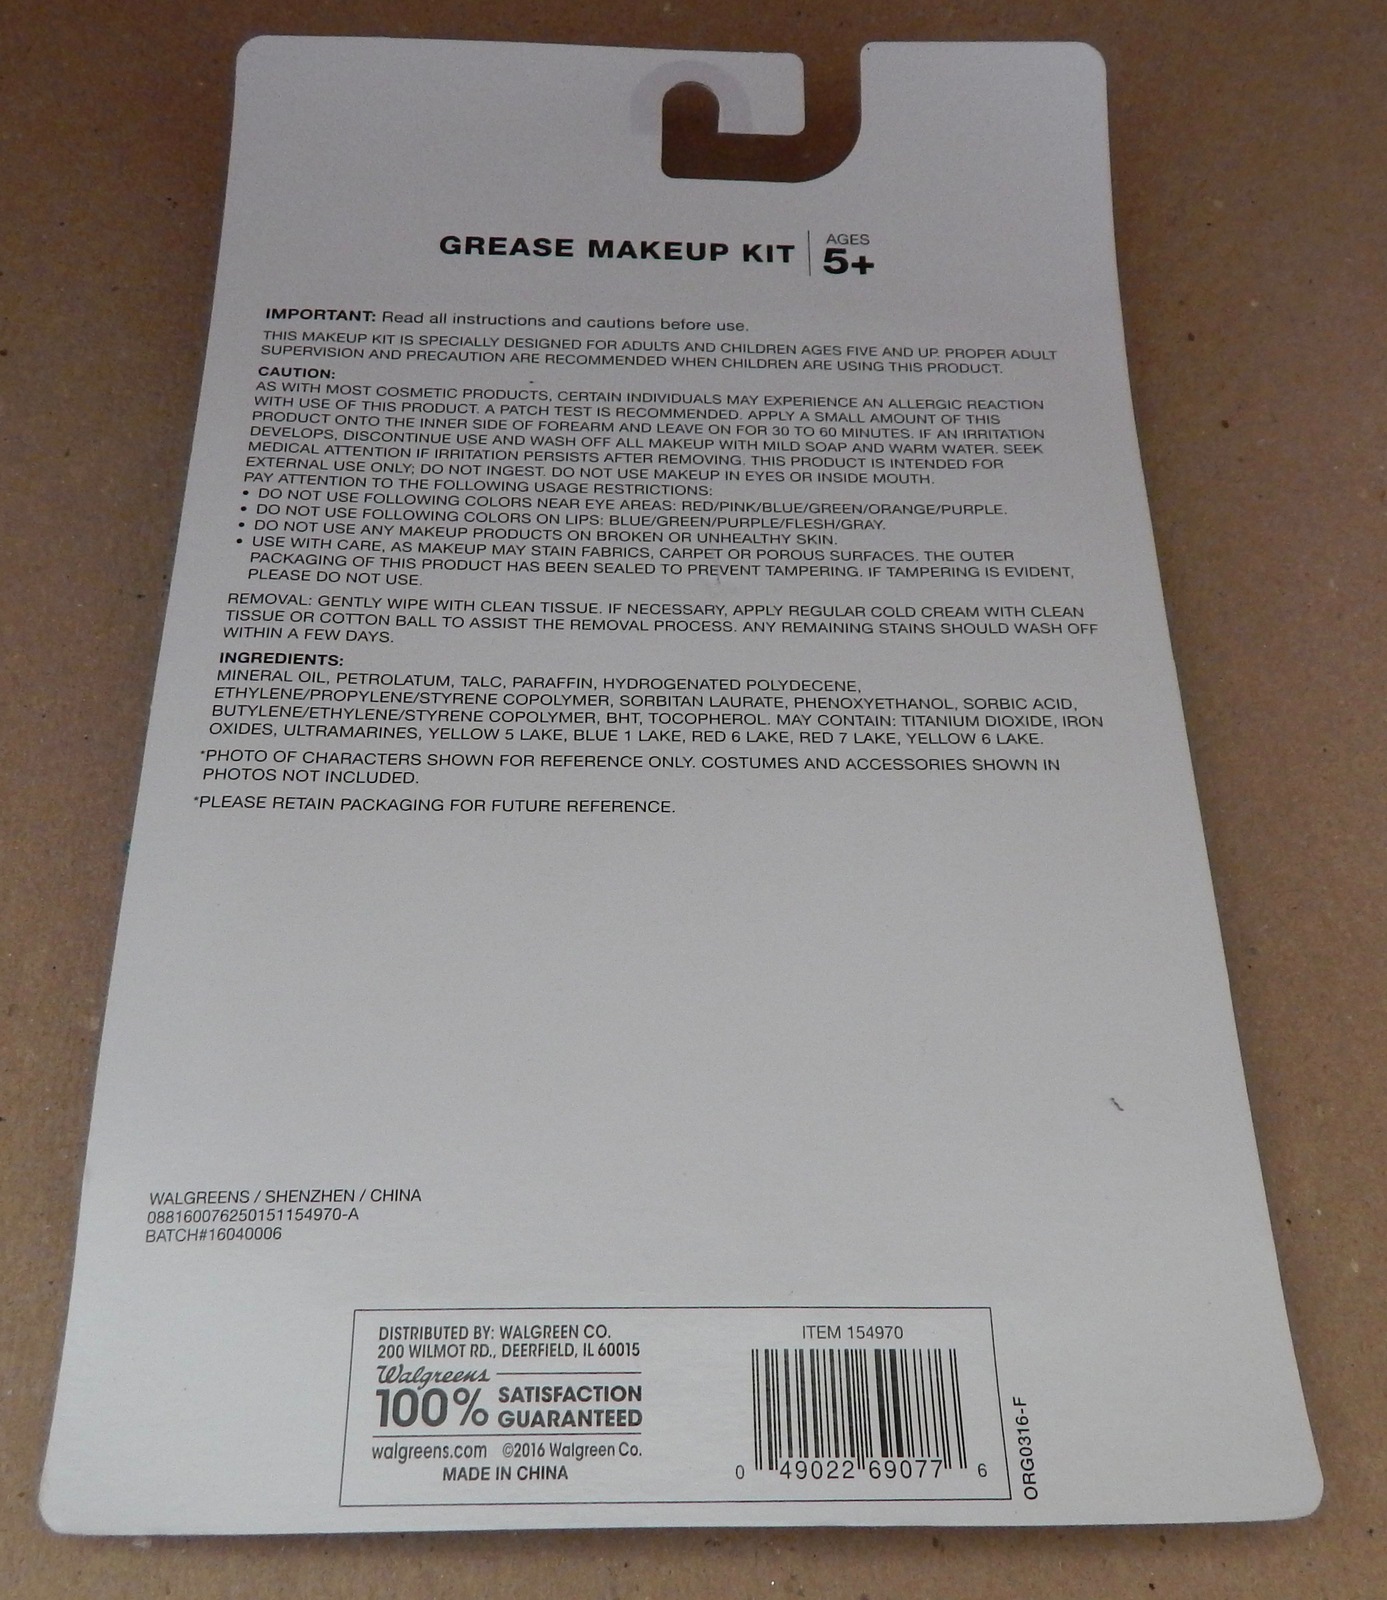 GREASE MAKEUP KIT
AGES
5+
IMPORTANT: Read all instructions and cautions before use.
THIS MAKEUP KIT IS SPECIALLY DESIGNED FOR ADULTS AND CHILDREN AGES FIVE AND UP. PROPER ADULT
SUPERVISION AND PRECAUTION ARE RECOMMENDED WHEN CHILDREN ARE USING THIS PRODUCT.
CAUTION:
AS WITH MOST COSMETIC PRODUCTS, CERTAIN INDIVIDUALS MAY EXPERIENCE AN ALLERGIC REACTION
WITH USE OF THIS PRODUCT. A PATCH TEST IS RECOMMENDED. APPLY A SMALL AMOUNT OF THIS
PRODUCT ONTO THE INNER SIDE OF FOREARM AND LEAVE ON FOR 30 TO 60 MINUTES. IF AN IRRITATION
DEVELOPS, DISCONTINUE USE AND WASH OFF ALL MAKEUP WITH MILD SOAP AND WARM WATER. SEEK
MEDICAL ATTENTION IF IRRITATION PERSISTS AFTER REMOVING. THIS PRODUCT IS INTENDED FOR
EXTERNAL USE ONLY; DO NOT INGEST. DO NOT USE MAKEUP IN EYES OR INSIDE MOUTH.
PAY ATTENTION TO THE FOLLOWING USAGE RESTRICTIONS:
• DO NOT USE FOLLOWING COLORS NEAR EYE AREAS: RED/PINK/BLUE/GREEN/ORANGE/PURPLE.
• DO NOT USE FOLLOWING COLORS ON LIPS: BLUE/GREEN/PURPLE/FLESH/GRAY.
• DO NOT USE ANY MAKEUP PRODUCTS ON BROKEN OR UNHEALTHY SKIN.
• USE WITH CARE, AS MAKEUP MAY STAIN FABRICS, CARPET OR POROUS SURFACES. THE OUTER
PACKAGING OF THIS PRODUCT HAS BEEN SEALED TO PREVENT TAMPERING. IF TAMPERING IS EVIDENT,
PLEASE DO NOT USE.
REMOVAL: GENTLY WIPE WITH CLEAN TISSUE. IF NECESSARY, APPLY REGULAR COLD CREAM WITH CLEAN
TISSUE OR COTTON BALL TO ASSIST THE REMOVAL PROCESS. ANY REMAINING STAINS SHOULD WASH OFF
WITHIN A FEW DAYS.
INGREDIENTS:
MINERAL OIL, PETROLATUM, TALC, PARAFFIN, HYDROGENATED POLYDECENE,
ETHYLENE/PROPYLENE/STYRENE COPOLYMER, SORBITAN LAURATE, PHENOXYETHANOL, SORBIC ACID,
BUTYLENE/ETHYLENE/STYRENE COPOLYMER, BHT, TOCOPHEROL. MAY CONTAIN: TITANIUM DIOXIDE, IRON
OXIDES, ULTRAMARINES, YELLOW 5 LAKE, BLUE 1 LAKE, RED 6 LAKE, RED 7 LAKE, YELLOW 6 LAKE.
*PHOTO OF CHARACTERS SHOWN FOR REFERENCE ONLY. COSTUMES AND ACCESSORIES SHOWN IN
PHOTOS NOT INCLUDED.
*PLEASE RETAIN PACKAGING FOR FUTURE REFERENCE.
WALGREENS / SHENZHEN / CHINA
088160076250151154970-A
BATCH#16040006
DISTRIBUTED BY: WALGREEN CO.
200 WILMOT RD., DEERFIELD, IL 60015
Walgreens
100% SATISFACTION
GUARANTEED
walgreens.com ©2016 Walgreen Co.
MADE IN CHINA
ITEM 154970
0 49022 69077 6
ORG0316-F